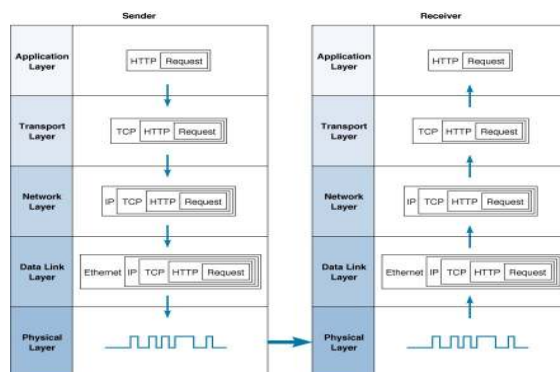 Sender
Application
Layer
HTTP Request
Transport
Layer
TCP HTTP Request
Network
Layer
IP TCP HTTP Request
Data Link
Layer
Ethernet IP TCP HTTP Request
Physical
Layer
Receiver
Application
Layer
HTTP Request
Transport
Layer
TCP HTTP Request
Network
Layer
IP TCP HTTP Request
Data Link
Layer
Ethernet IP TCP HTTP Request
Physical
Layer